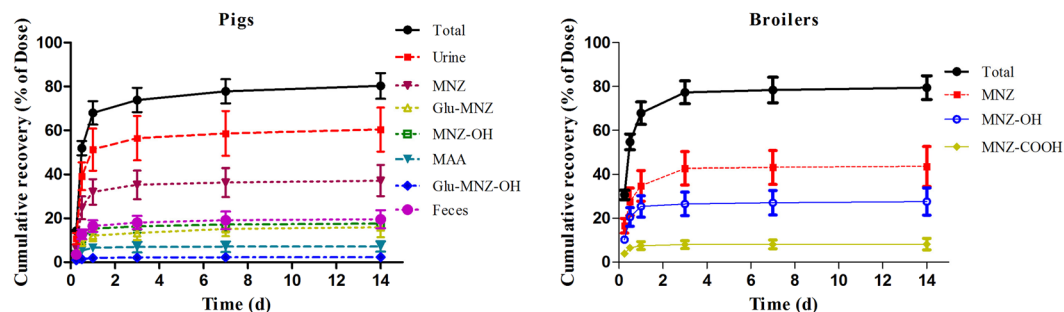 Pigs
Cumulative recovery (% of Dose)
100
80
60
40
20
0
0 2 4 6 8 10 12 14
Time (d)
Total
Urine
MNZ
Glu-MNZ
MNZ-OH
MAA
Glu-MNZ-OH
Feces
Broilers
Cumulative recovery (% of Dose)
100
80
60
40
20
0
0 2 4 6 8 10 12 14
Time (d)
Total
MNZ
MNZ-OH
MNZ-COOH